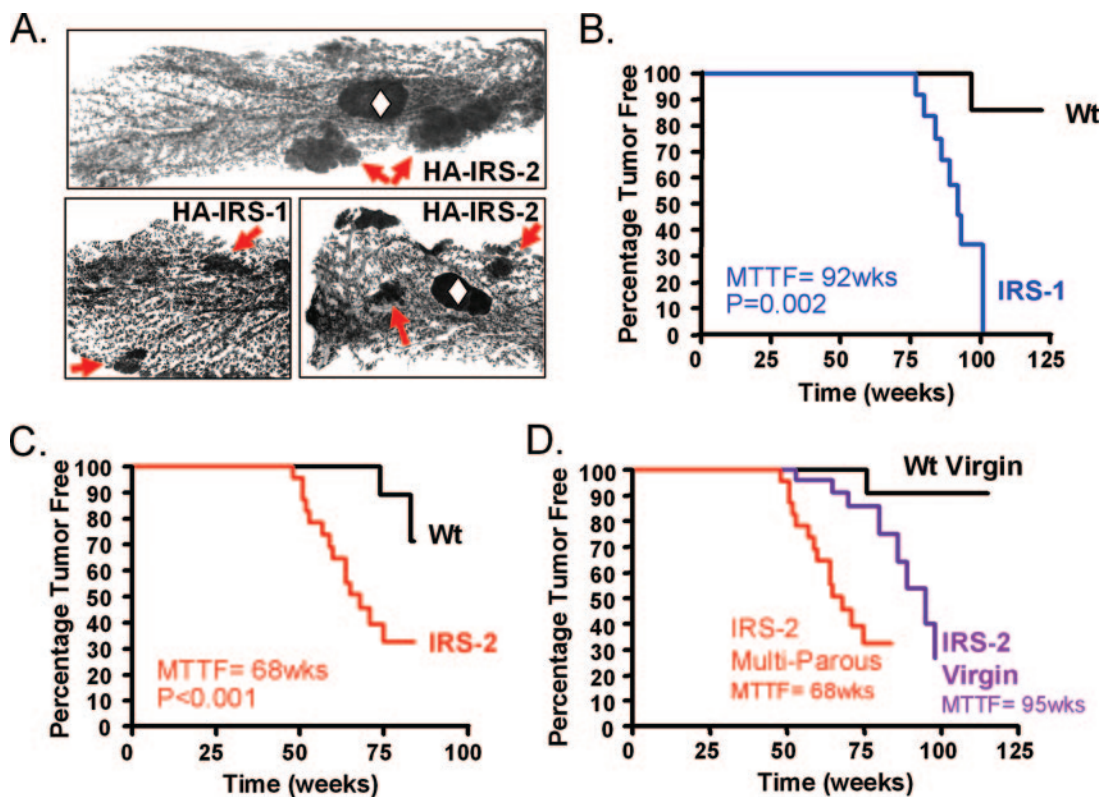 A.
HA-IRS-2
HA-IRS-1
HA-IRS-2
B.
Percentage Tumor Free
100
90
80
70
60
50
40
30
20
10
0
Wt
IRS-1
MTTF= 92wks
P=0.002
0 25 50 75 100 125
Time (weeks)
C.
Percentage Tumor Free
100
90
80
70
60
50
40
30
20
10
0
Wt
IRS-2
MTTF= 68wks
P<0.001
0 25 50 75 100
Time (weeks)
D.
Percentage Tumor Free
100
90
80
70
60
50
40
30
20
10
0
Wt Virgin
IRS-2
Multi-Parous
MTTF= 68wks
IRS-2
Virgin
MTTF= 95wks
0 25 50 75 100 125
Time (weeks)